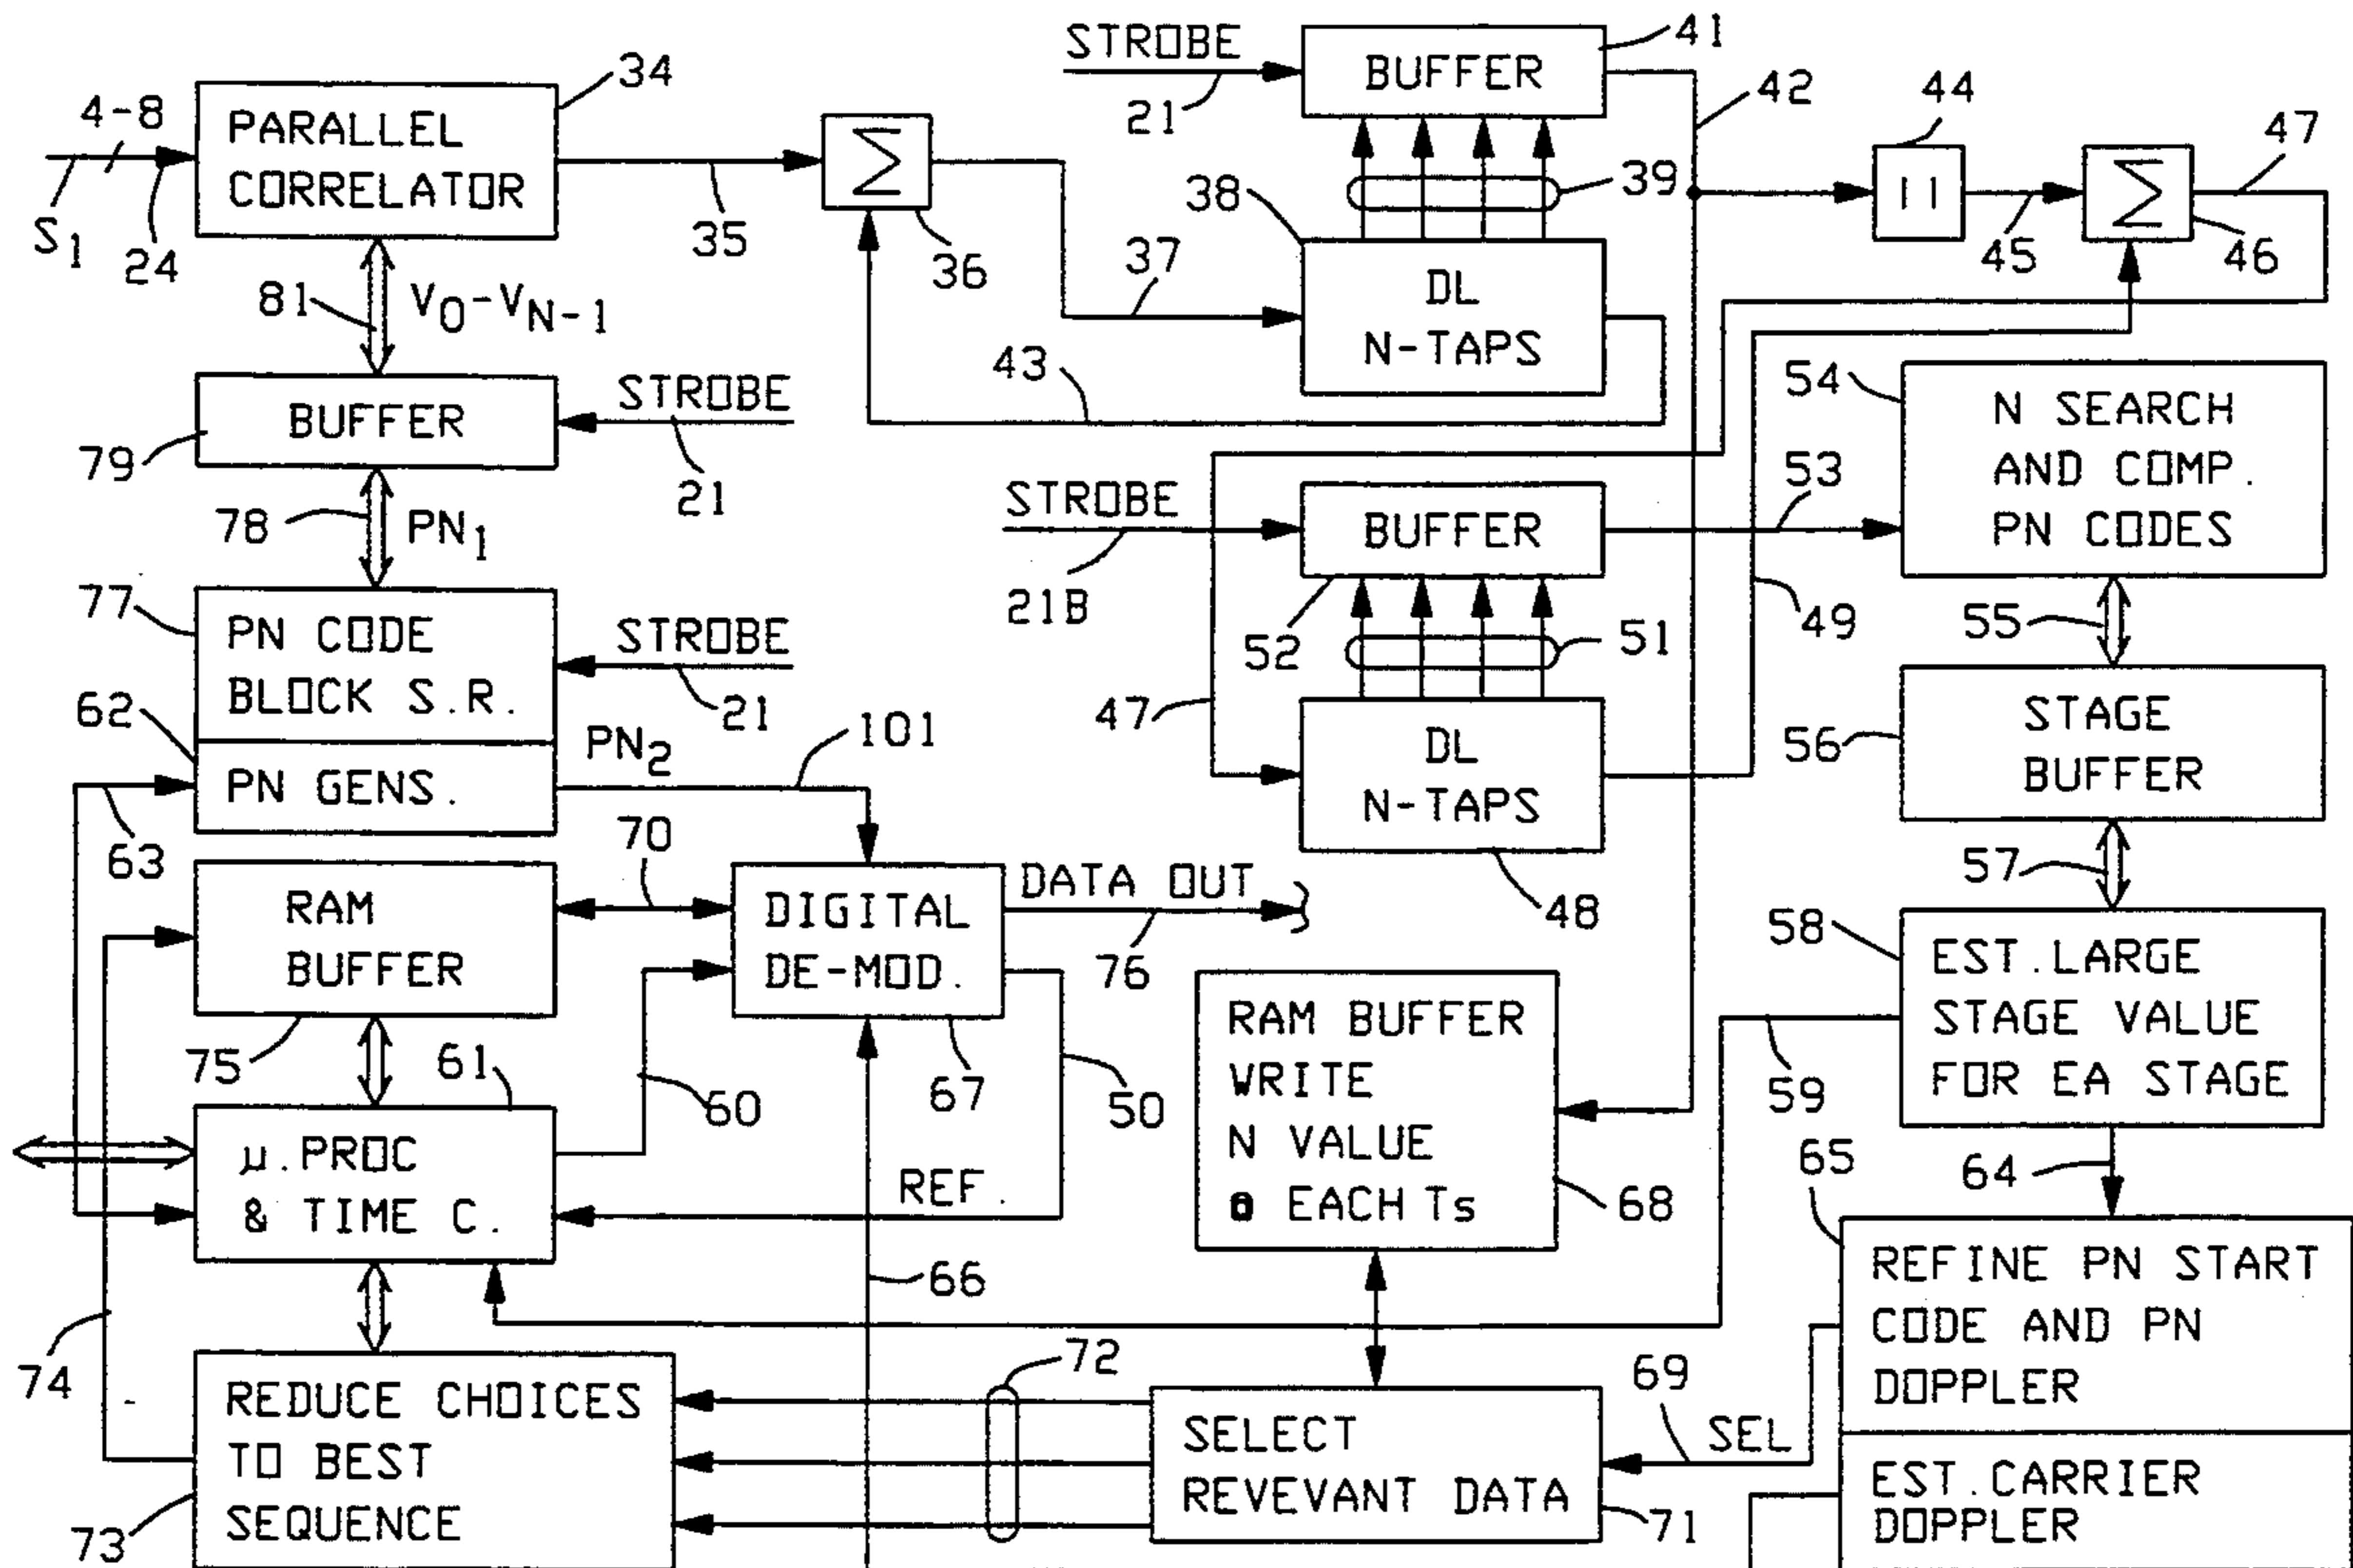 STROBE
21
BUFFER
41
42
44
47
4-8
S1
24
PARALLEL
CORRELATOR
34
35
Σ
36
37
38
39
DL
N-TAPS
43
| |
45
Σ
46
81
V0-VN-1
BUFFER
79
STROBE
21
78
PN1
STROBE
21B
BUFFER
52
51
53
54
N SEARCH
AND COMP.
PN CODES
49
55
77
PN CODE
BLOCK S.R.
STROBE
21
62
PN GENS.
PN2
101
63
47
DL
N-TAPS
48
56
STAGE
BUFFER
57
RAM
BUFFER
75
70
DIGITAL
DE-MOD.
67
DATA OUT
76
58
EST.LARGE
STAGE VALUE
FOR EA STAGE
59
61
60
50
μ.PROC
& TIME C.
REF.
66
RAM BUFFER
WRITE
N VALUE
@ EACH Ts
68
64
65
REFINE PN START
CODE AND PN
DOPPLER
74
72
69
SEL
REDUCE CHOICES
TO BEST
SEQUENCE
73
SELECT
REVEVANT DATA
71
EST.CARRIER
DOPPLER